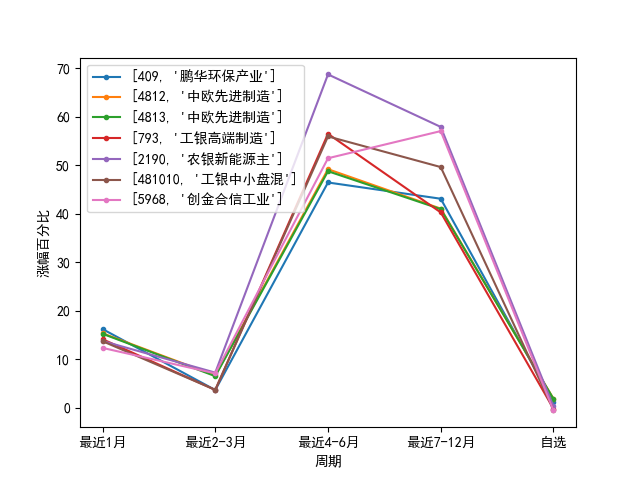 [409, '鹏华环保产业']
[4812, '中欧先进制造']
[4813, '中欧先进制造']
[793, '工银高端制造']
[2190, '农银新能源主']
[481010, '工银中小盘混']
[5968, '创金合信工业']
涨幅百分比
70
60
50
40
30
20
10
0
最近1月 最近2-3月 最近4-6月 最近7-12月 自选
周期